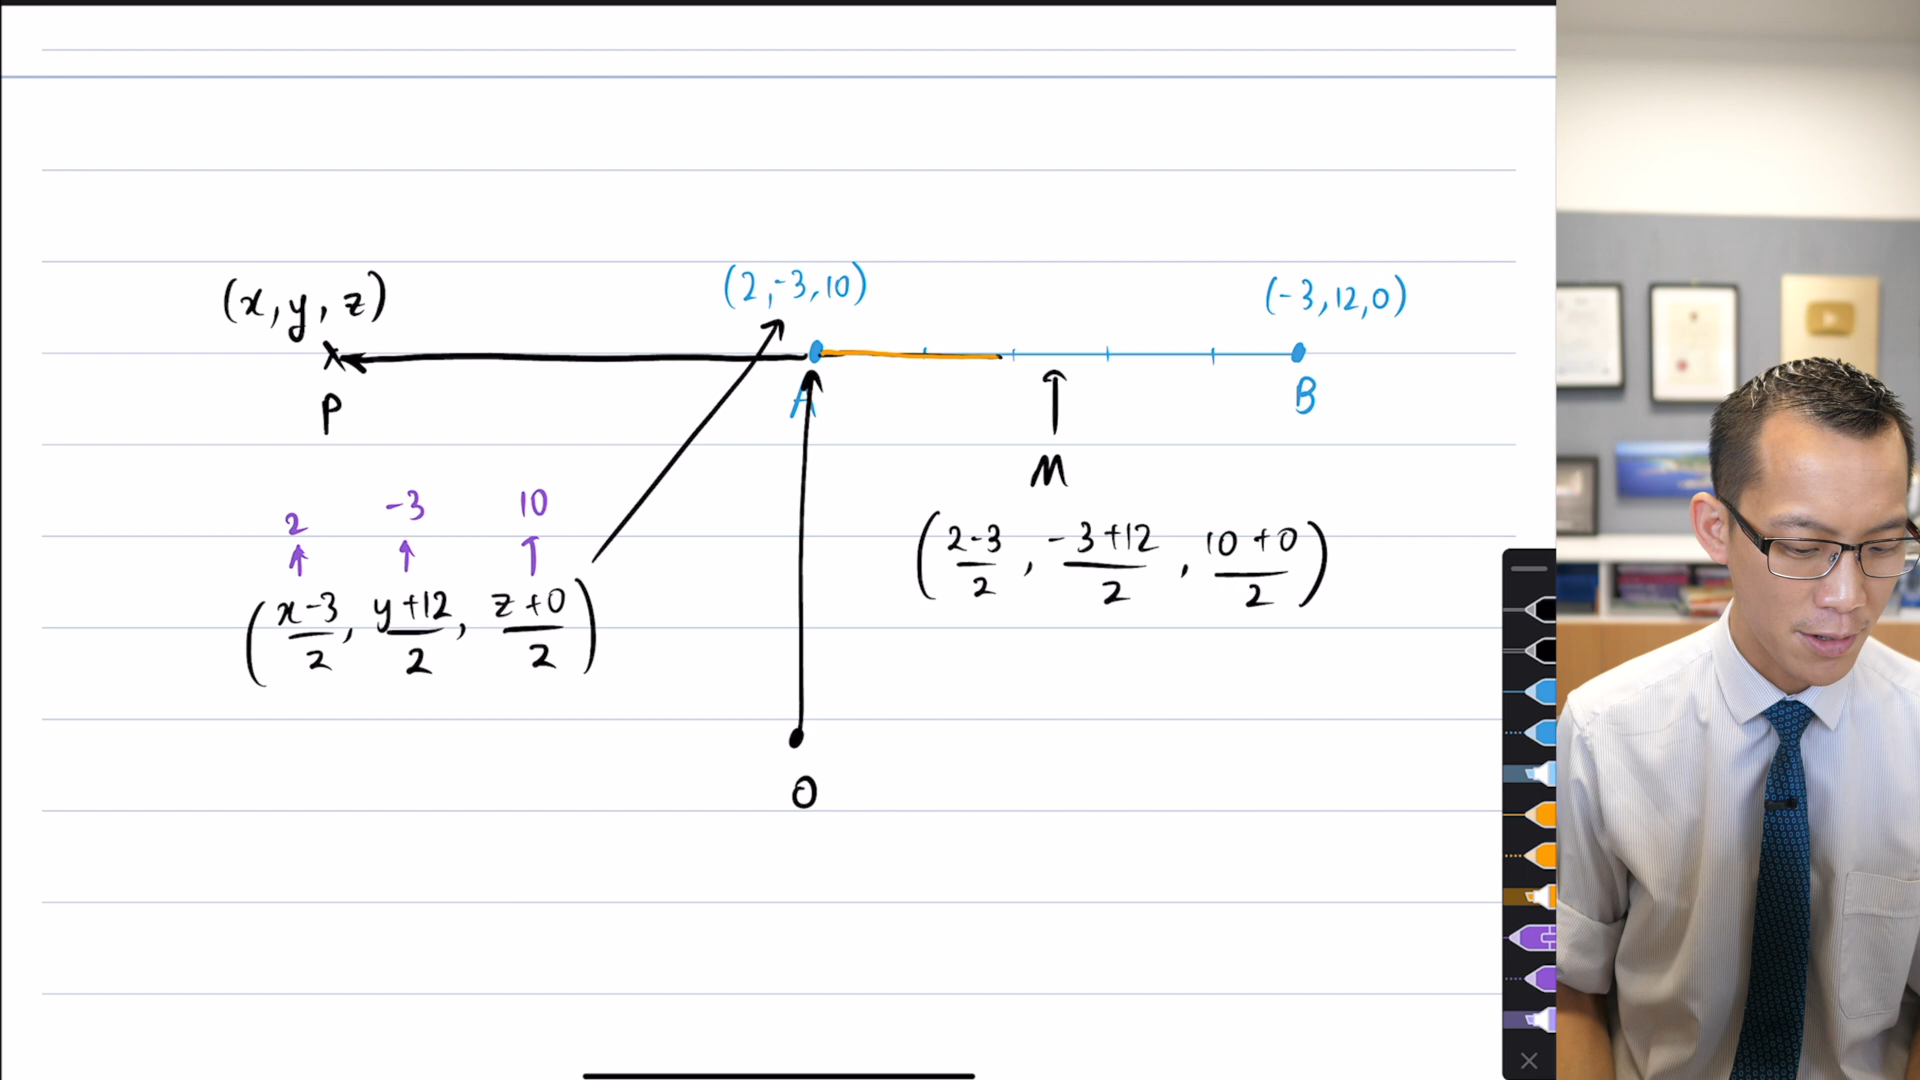 (x, y, z)
(2, -3, 10)
(-3, 12, 0)
P
A
B
M
2 -3 10
(x-3/2, y+12/2, z+0/2)
(2-3/2, -3+12/2, 10+0/2)
O